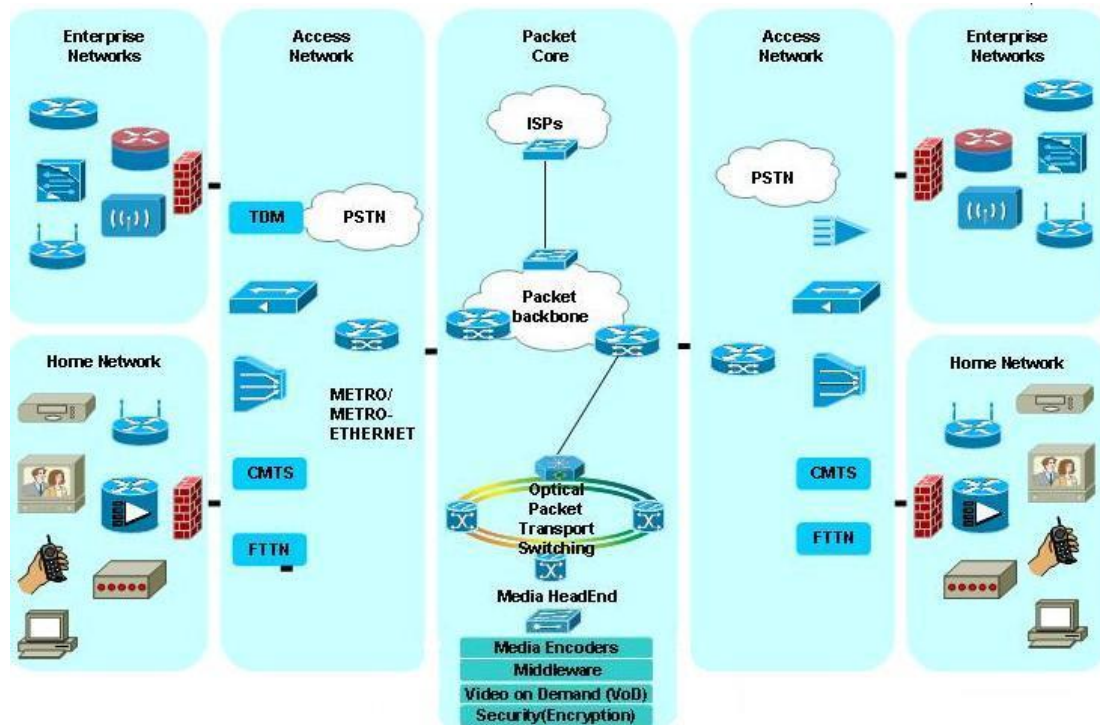 Enterprise
Networks
Access
Network
Packet
Core
Access
Network
Enterprise
Networks
ISPs
PSTN
TDM
PSTN
Packet
backbone
Home Network
Home Network
METRO/
METRO-
ETHERNET
CMTS
CMTS
Optical
Packet
Transport
Switching
FTTN
FTTN
Media HeadEnd
Media Encoders
Middleware
Video on Demand (VoD)
Security(Encryption)